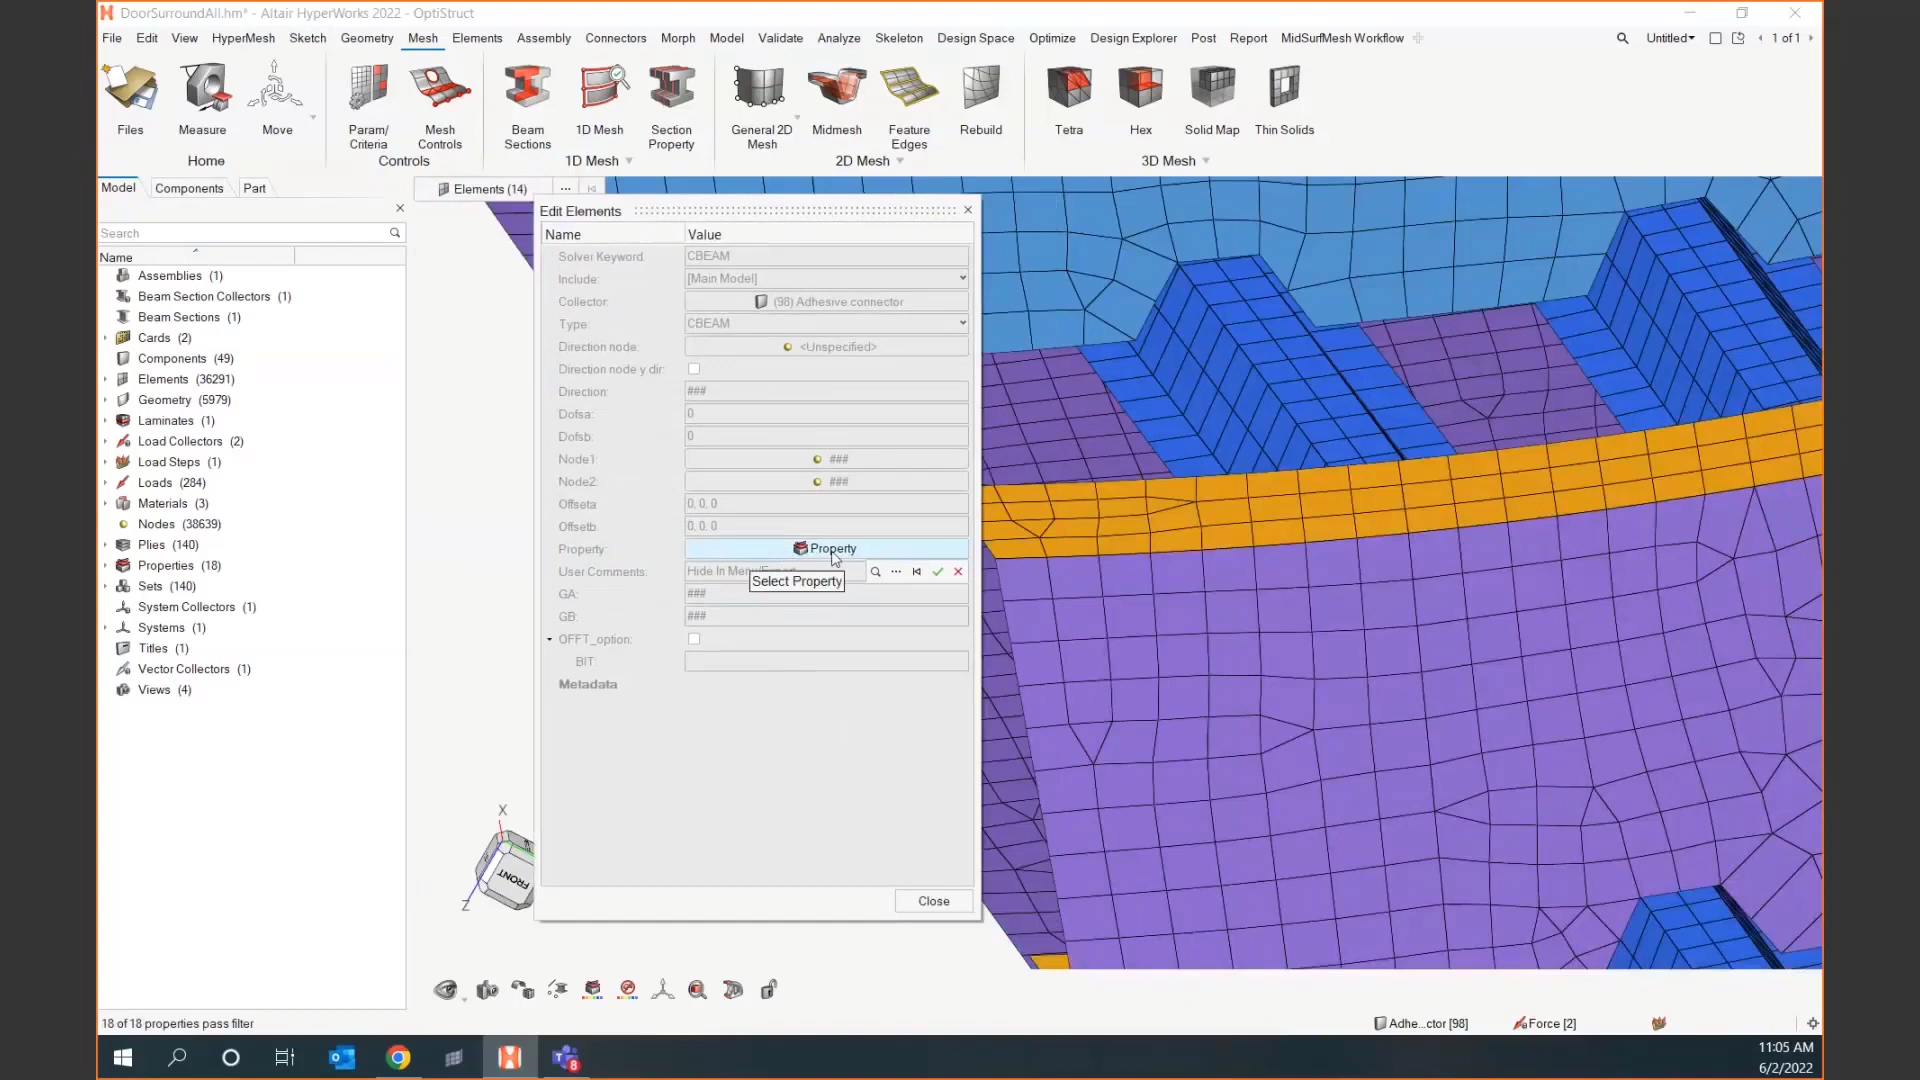 DoorSurroundAll.hm* - Altair HyperWorks 2022 - OptiStruct
File Edit View HyperMesh Sketch Geometry Mesh Elements Assembly Connectors Morph Model Validate Analyze Skeleton Design Space Optimize Design Explorer Post Report MidSurfMesh Workflow Untitled 1 of 1
Files Measure Move Param/ Criteria Mesh Controls Beam Sections 1D Mesh Section Property General 2D Mesh Midmesh Feature Edges Rebuild Tetra Hex Solid Map Thin Solids
Home Controls 1D Mesh 2D Mesh 3D Mesh
Model Components Part
Elements (14) ...
Search
Name
Assemblies (1)
Beam Section Collectors (1)
Beam Sections (1)
Cards (2)
Components (49)
Elements (36291)
Geometry (5979)
Laminates (1)
Load Collectors (2)
Load Steps (1)
Loads (284)
Materials (3)
Nodes (38639)
Plies (140)
Properties (18)
Sets (140)
System Collectors (1)
Systems (1)
Titles (1)
Vector Collectors (1)
Views (4)
Edit Elements
Name Value
Solver Keyword: CBEAM
Include: [Main Model]
Collector: (98) Adhesive connector
Type: CBEAM
Direction node: <Unspecified>
Direction node y dir:
Direction: ###
Dofsa: 0
Dofsb: 0
Node1: ###
Node2: ###
Offseta: 0, 0, 0
Offsetb: 0, 0, 0
Property: Property
User Comments: Hide In Menu/Export
Select Property
GA: ###
GB: ###
OFFT_option:
BIT:
Metadata
Close
X
Z
FRONT
18 of 18 properties pass filter
Adhe...ctor [98] Force [2]
8
11:05 AM
6/2/2022